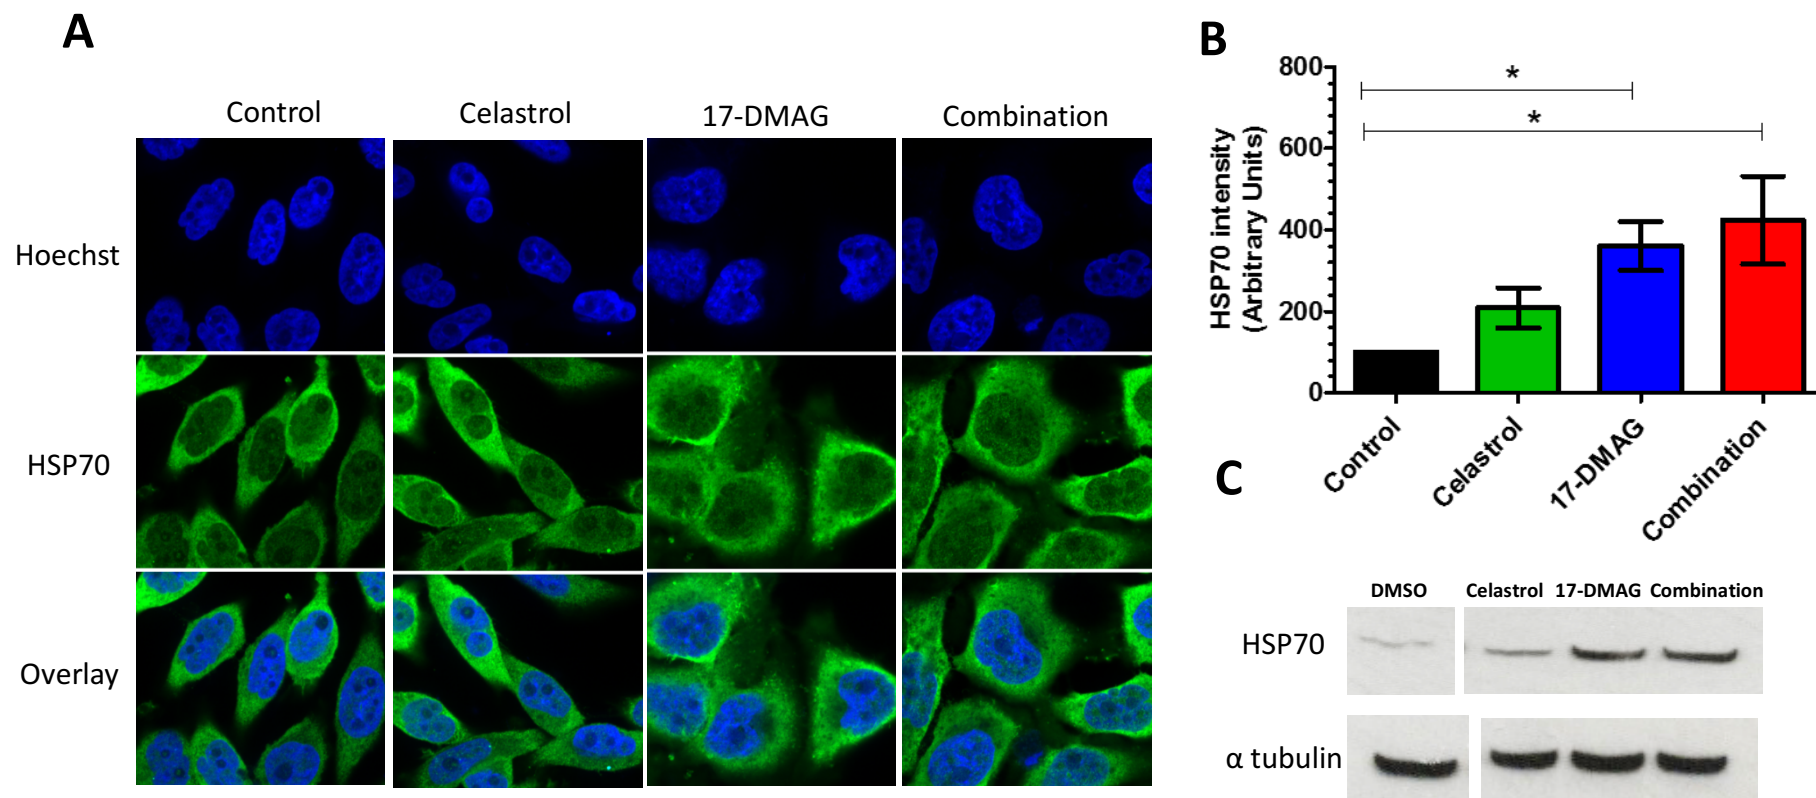 A
Control
Celastrol
17-DMAG
Combination
Hoechst
HSP70
Overlay
B
HSP70 intensity
(Arbitrary Units)
800
600
400
200
0
*
*
Control
Celastrol
17-DMAG
Combination
C
DMSO
Celastrol
17-DMAG
Combination
HSP70
α tubulin